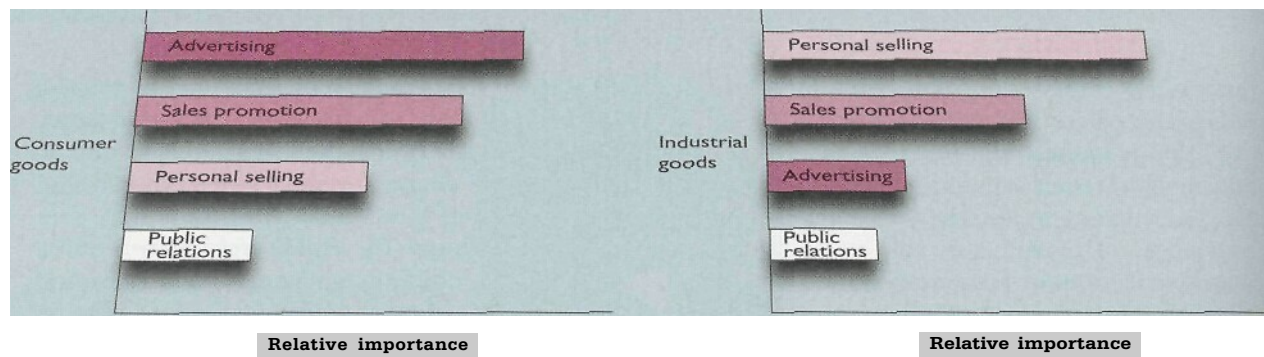 Advertising
Sales promotion
Consumer
goods
Personal selling
Public
relations
Relative importance
Personal selling
Sales promotion
Industrial
goods
Advertising
Public
relations
Relative importance